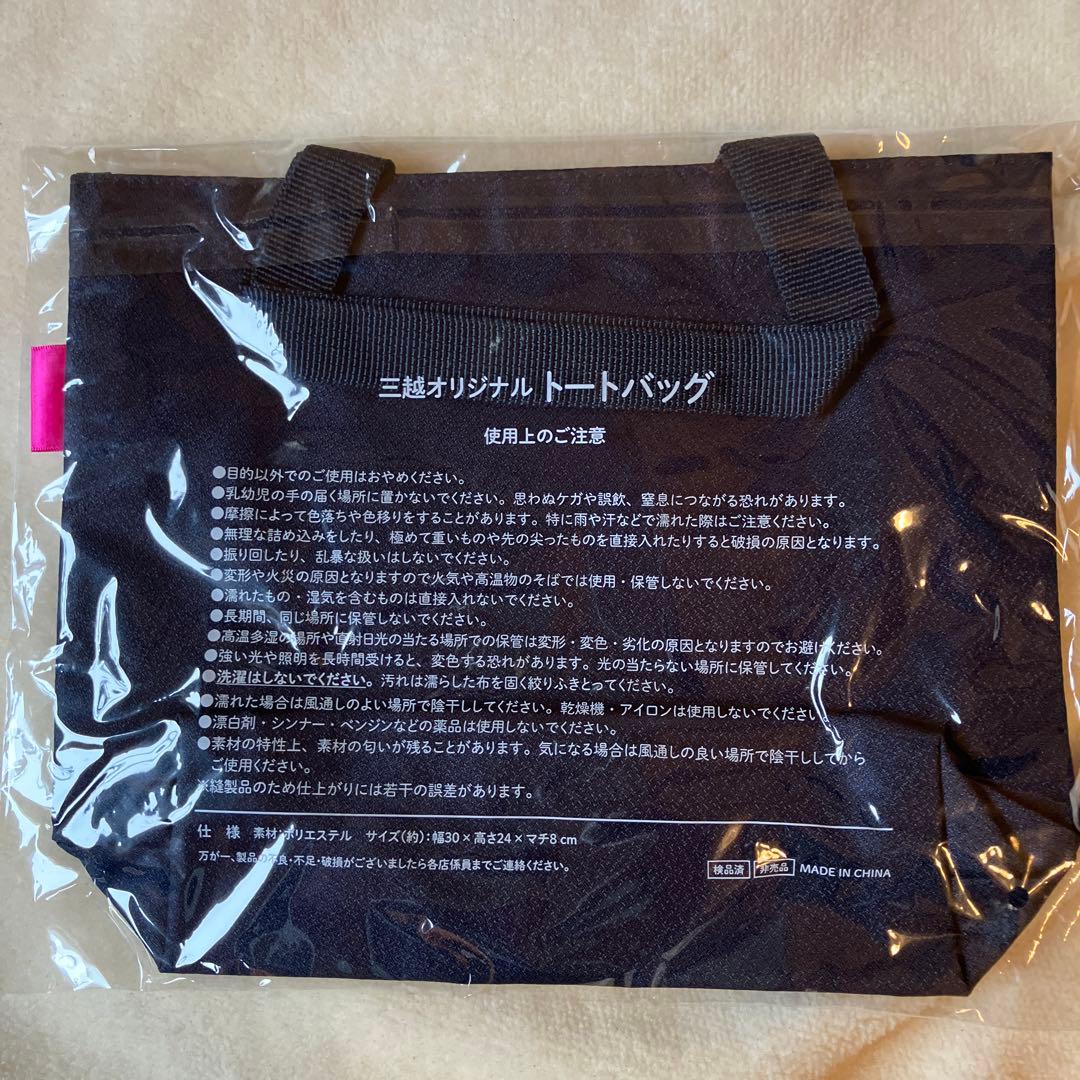 三越オリジナル トートバッグ
使用上のご注意
●目的以外でのご使用はおやめください。
●乳幼児の手の届く場所に置かないでください。思わぬケガや誤飲、窒息につながる恐れがあります。
●摩擦によって色落ちや色移りをすることがあります。特に雨や汗などで濡れた際はご注意ください。
●無理な詰め込みをしたり、極めて重いものや先の尖ったものを直接入れたりすると破損の原因となります。
●振り回したり、乱暴な扱いはしないでください。
●変形や火災の原因となりますので火気や高温物のそばでは使用・保管しないでください。
●濡れたもの・湿気を含むものは直接入れないでください。
●長期間、同じ場所に保管しないでください。
●高温多湿の場所や直射日光の当たる場所での保管は変形・変色・劣化の原因となりますのでお避けください。
●強い光や照明を長時間受けると、変色する恐れがあります。光の当たらない場所に保管してください。
●洗濯はしないでください。汚れは濡らした布を固く絞りふきとってください。
●濡れた場合は風通しのよい場所で陰干ししてください。乾燥機・アイロンは使用しないでください。
●漂白剤・シンナー・ベンジンなどの薬品は使用しないでください。
●素材の特性上、素材の匂いが残ることがあります。気になる場合は風通しの良い場所で陰干ししてから
ご使用ください。
※縫製品のため仕上がりには若干の誤差があります。
仕 様 素材:ポリエステル サイズ(約):幅30×高さ24×マチ8cm
万が一、製品の不良・不足・破損がございましたら各店係員までご連絡ください。
検品済 非売品 MADE IN CHINA